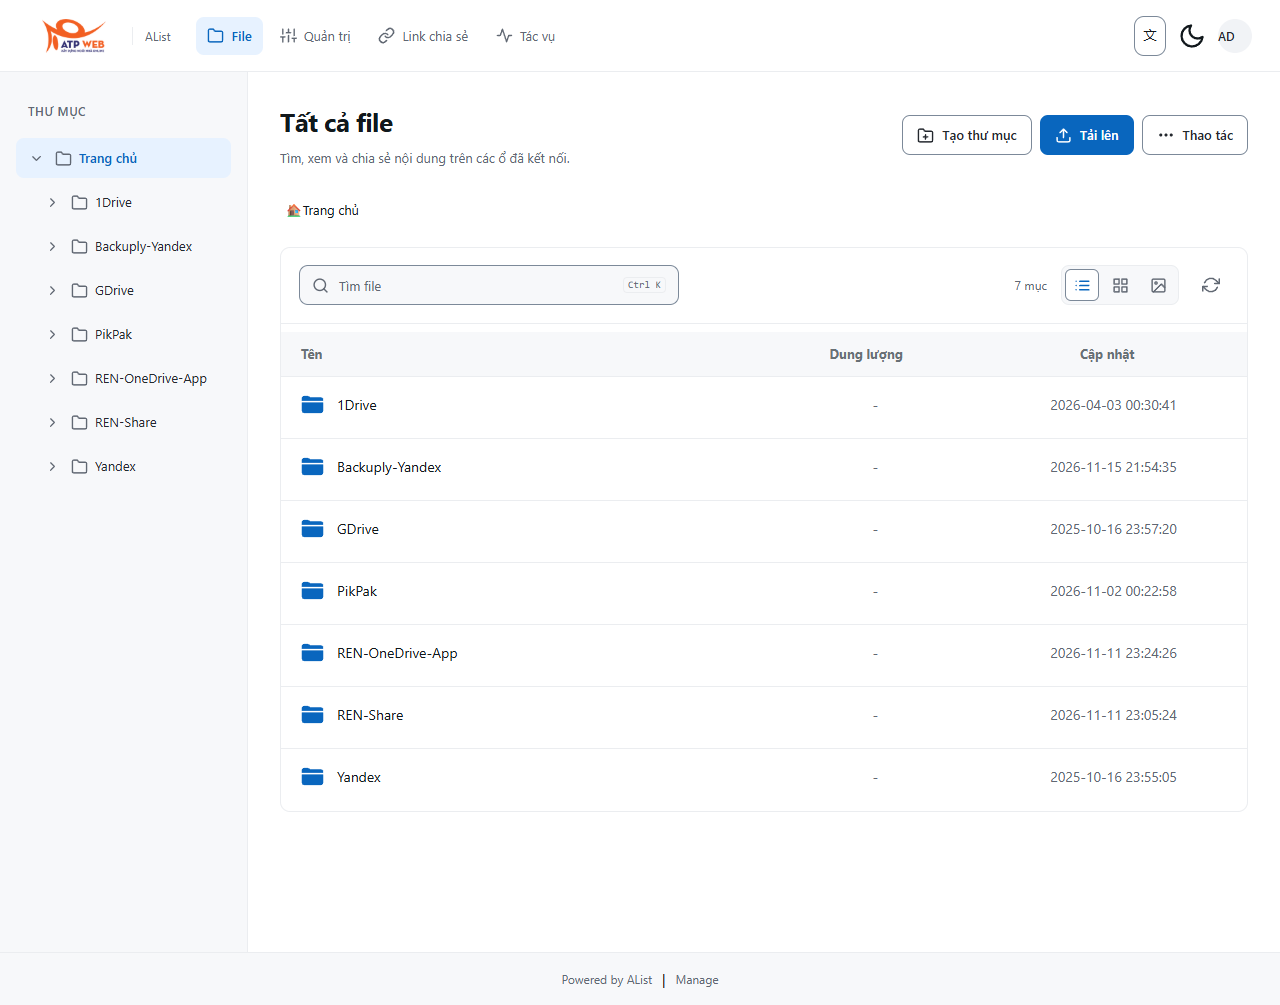 ATP WEB
AList
File
Quản trị
Link chia sẻ
Tác vụ
文
AD
THƯ MỤC
Trang chủ
1Drive
Backuply-Yandex
GDrive
PikPak
REN-OneDrive-App
REN-Share
Yandex
Tất cả file
Tìm, xem và chia sẻ nội dung trên các ổ đã kết nối.
Tạo thư mục
Tải lên
Thao tác
Trang chủ
Tìm file
Ctrl K
7 mục
Tên Dung lượng Cập nhật
1Drive - 2026-04-03 00:30:41
Backuply-Yandex - 2026-11-15 21:54:35
GDrive - 2025-10-16 23:57:20
PikPak - 2026-11-02 00:22:58
REN-OneDrive-App - 2026-11-11 23:24:26
REN-Share - 2026-11-11 23:05:24
Yandex - 2025-10-16 23:55:05
Powered by AList | Manage